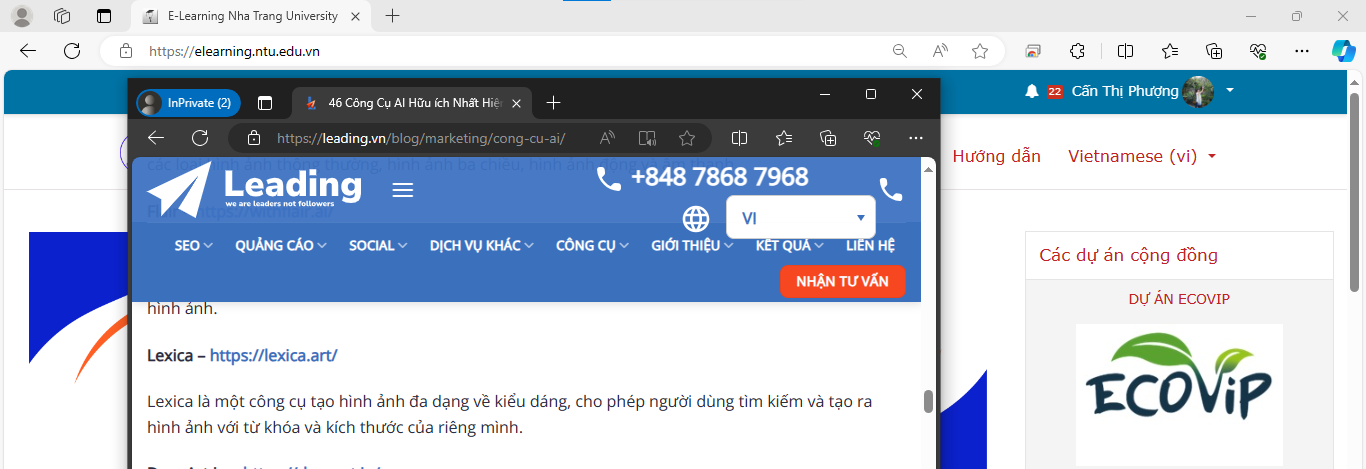 E-Learning Nha Trang University
https://elearning.ntu.edu.vn
22 Cấn Thị Phượng
Hướng dẫn Vietnamese (vi)
Các dự án cộng đồng
DỰ ÁN ECOVIP
ECOVIP
InPrivate (2)
46 Công Cụ AI Hữu ích Nhất Hiệ
https://leading.vn/blog/marketing/cong-cu-ai/
Leading
we are leaders not followers
+848 7868 7968
VI
SEO QUẢNG CÁO SOCIAL DỊCH VỤ KHÁC CÔNG CỤ GIỚI THIỆU KẾT QUẢ LIÊN HỆ
NHẬN TƯ VẤN
hình ảnh.
Lexica – https://lexica.art/
Lexica là một công cụ tạo hình ảnh đa dạng về kiểu dáng, cho phép người dùng tìm kiếm và tạo ra
hình ảnh với từ khóa và kích thước của riêng mình.